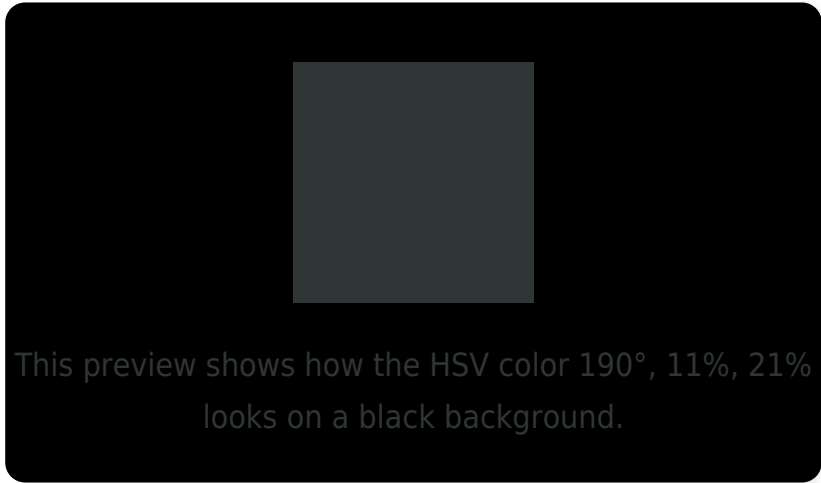 This preview shows how the HSV color 190°, 11%, 21%
looks on a black background.